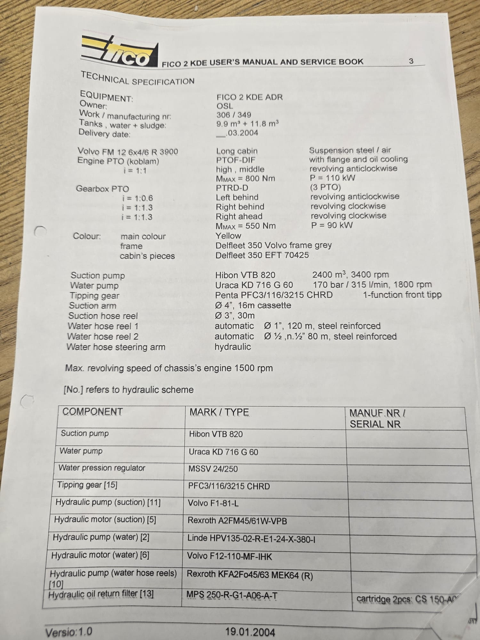 fico
FICO 2 KDE USER'S MANUAL AND SERVICE BOOK 3
TECHNICAL SPECIFICATION
EQUIPMENT: FICO 2 KDE ADR
Owner: OSL
Work / manufacturing nr: 306 / 349
Tanks , water + sludge: 9.9 m³ + 11.8 m³
Delivery date: __.03.2004
Volvo FM 12 6x4/6 R 3900 Long cabin Suspension steel / air
Engine PTO (koblam) PTOF-DIF with flange and oil cooling
i = 1:1 high , middle revolving anticlockwise
MMAX = 800 Nm P = 110 kW
Gearbox PTO PTRD-D (3 PTO)
i = 1:0.6 Left behind revolving anticlockwise
i = 1:1.3 Right behind revolving clockwise
i = 1:1.3 Right ahead revolving clockwise
MMAX = 550 Nm P = 90 kW
Colour: main colour Yellow
frame Delfleet 350 Volvo frame grey
cabin's pieces Delfleet 350 EFT 70425
Suction pump Hibon VTB 820 2400 m³, 3400 rpm
Water pump Uraca KD 716 G 60 170 bar / 315 l/min, 1800 rpm
Tipping gear Penta PFC3/116/3215 CHRD 1-function front tipp
Suction arm Ø 4", 16m cassette
Suction hose reel Ø 3", 30m
Water hose reel 1 automatic Ø 1", 120 m, steel reinforced
Water hose reel 2 automatic Ø ½ ,n.½" 80 m, steel reinforced
Water hose steering arm hydraulic
Max. revolving speed of chassis's engine 1500 rpm
[No.] refers to hydraulic scheme
COMPONENT MARK / TYPE MANUF NR /
SERIAL NR
Suction pump Hibon VTB 820
Water pump Uraca KD 716 G 60
Water pression regulator MSSV 24/250
Tipping gear [15] PFC3/116/3215 CHRD
Hydraulic pump (suction) [11] Volvo F1-81-L
Hydraulic motor (suction) [5] Rexroth A2FM45/61W-VPB
Hydraulic pump (water) [2] Linde HPV135-02-R-E1-24-X-380-I
Hydraulic motor (water) [6] Volvo F12-110-MF-IHK
Hydraulic pump (water hose reels) Rexroth KFA2Fo45/63 MEK64 (R)
[10]
Hydraulic oil return filter [13] MPS 250-R-G1-A06-A-T cartridge 2pcs: CS 150-A
Versio:1.0 19.01.2004